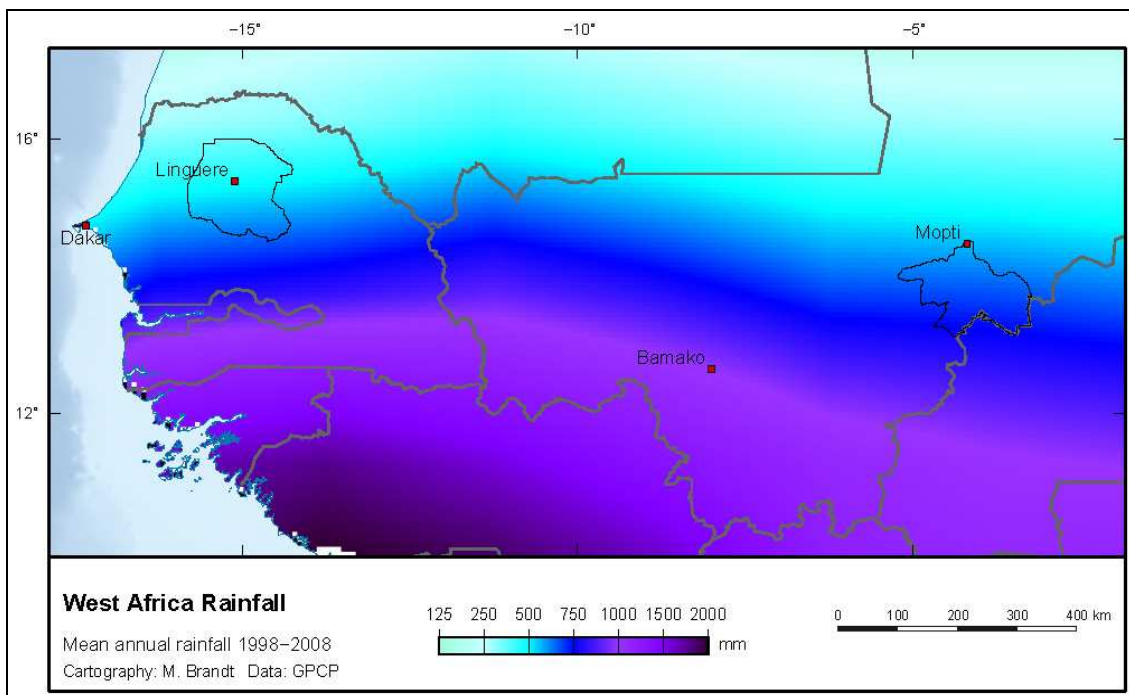 −15° −10° −5°
16°
Linguere
Dakar
Mopti
Bamako
12°
West Africa Rainfall
125 250 500 750 1000 1500 2000
mm
0 100 200 300 400 km
Mean annual rainfall 1998−2008
Cartography: M. Brandt Data: GPCP